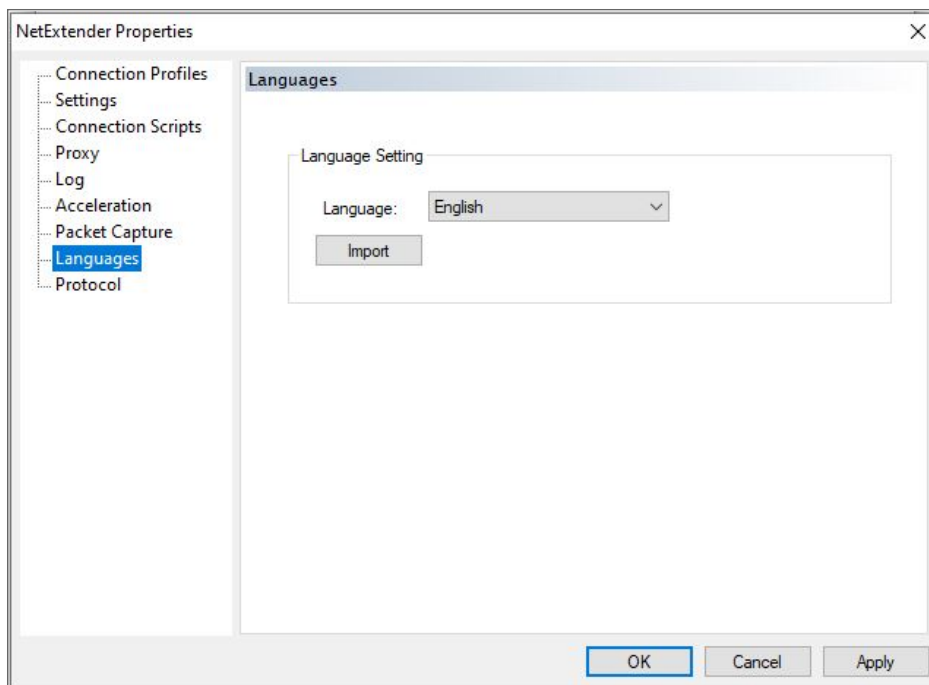 NetExtender Properties
Connection Profiles
Settings
Connection Scripts
Proxy
Log
Acceleration
Packet Capture
Languages
Protocol
Languages
Language Setting
Language: English
Import
OK Cancel Apply